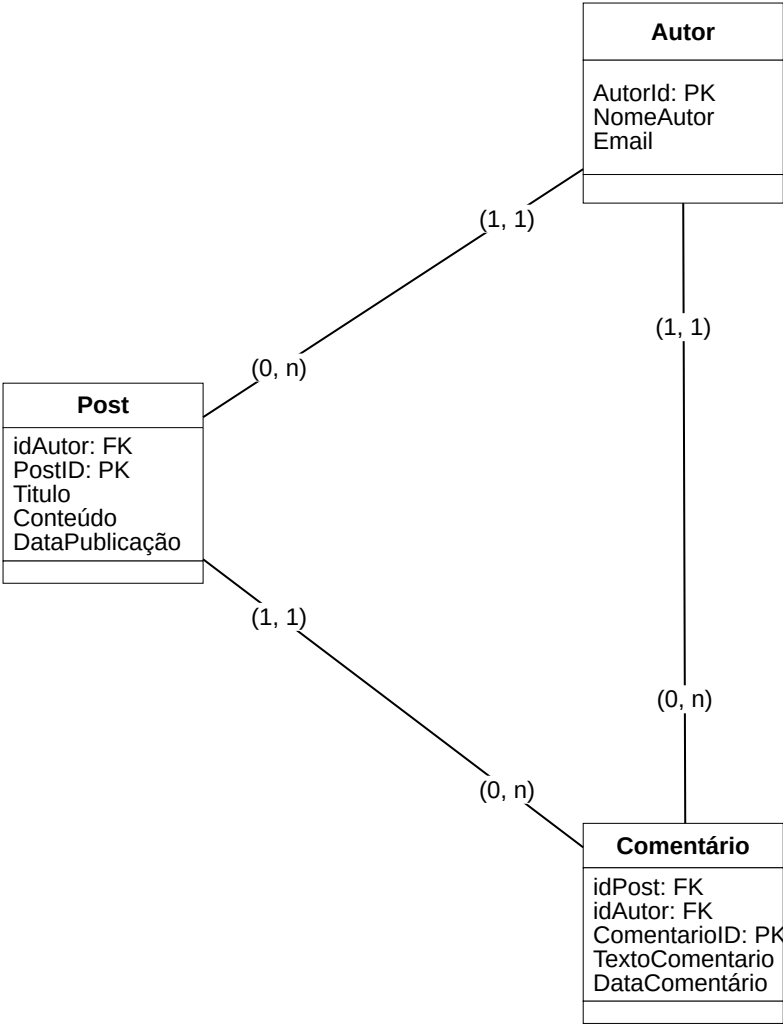 Autor
AutorId: PK
NomeAutor
Email
(1, 1)
(1, 1)
(0, n)
Post
idAutor: FK
PostID: PK
Titulo
Conteúdo
DataPublicação
(1, 1)
(0, n)
(0, n)
Comentário
idPost: FK
idAutor: FK
ComentarioID: PK
TextoComentario
DataComentário